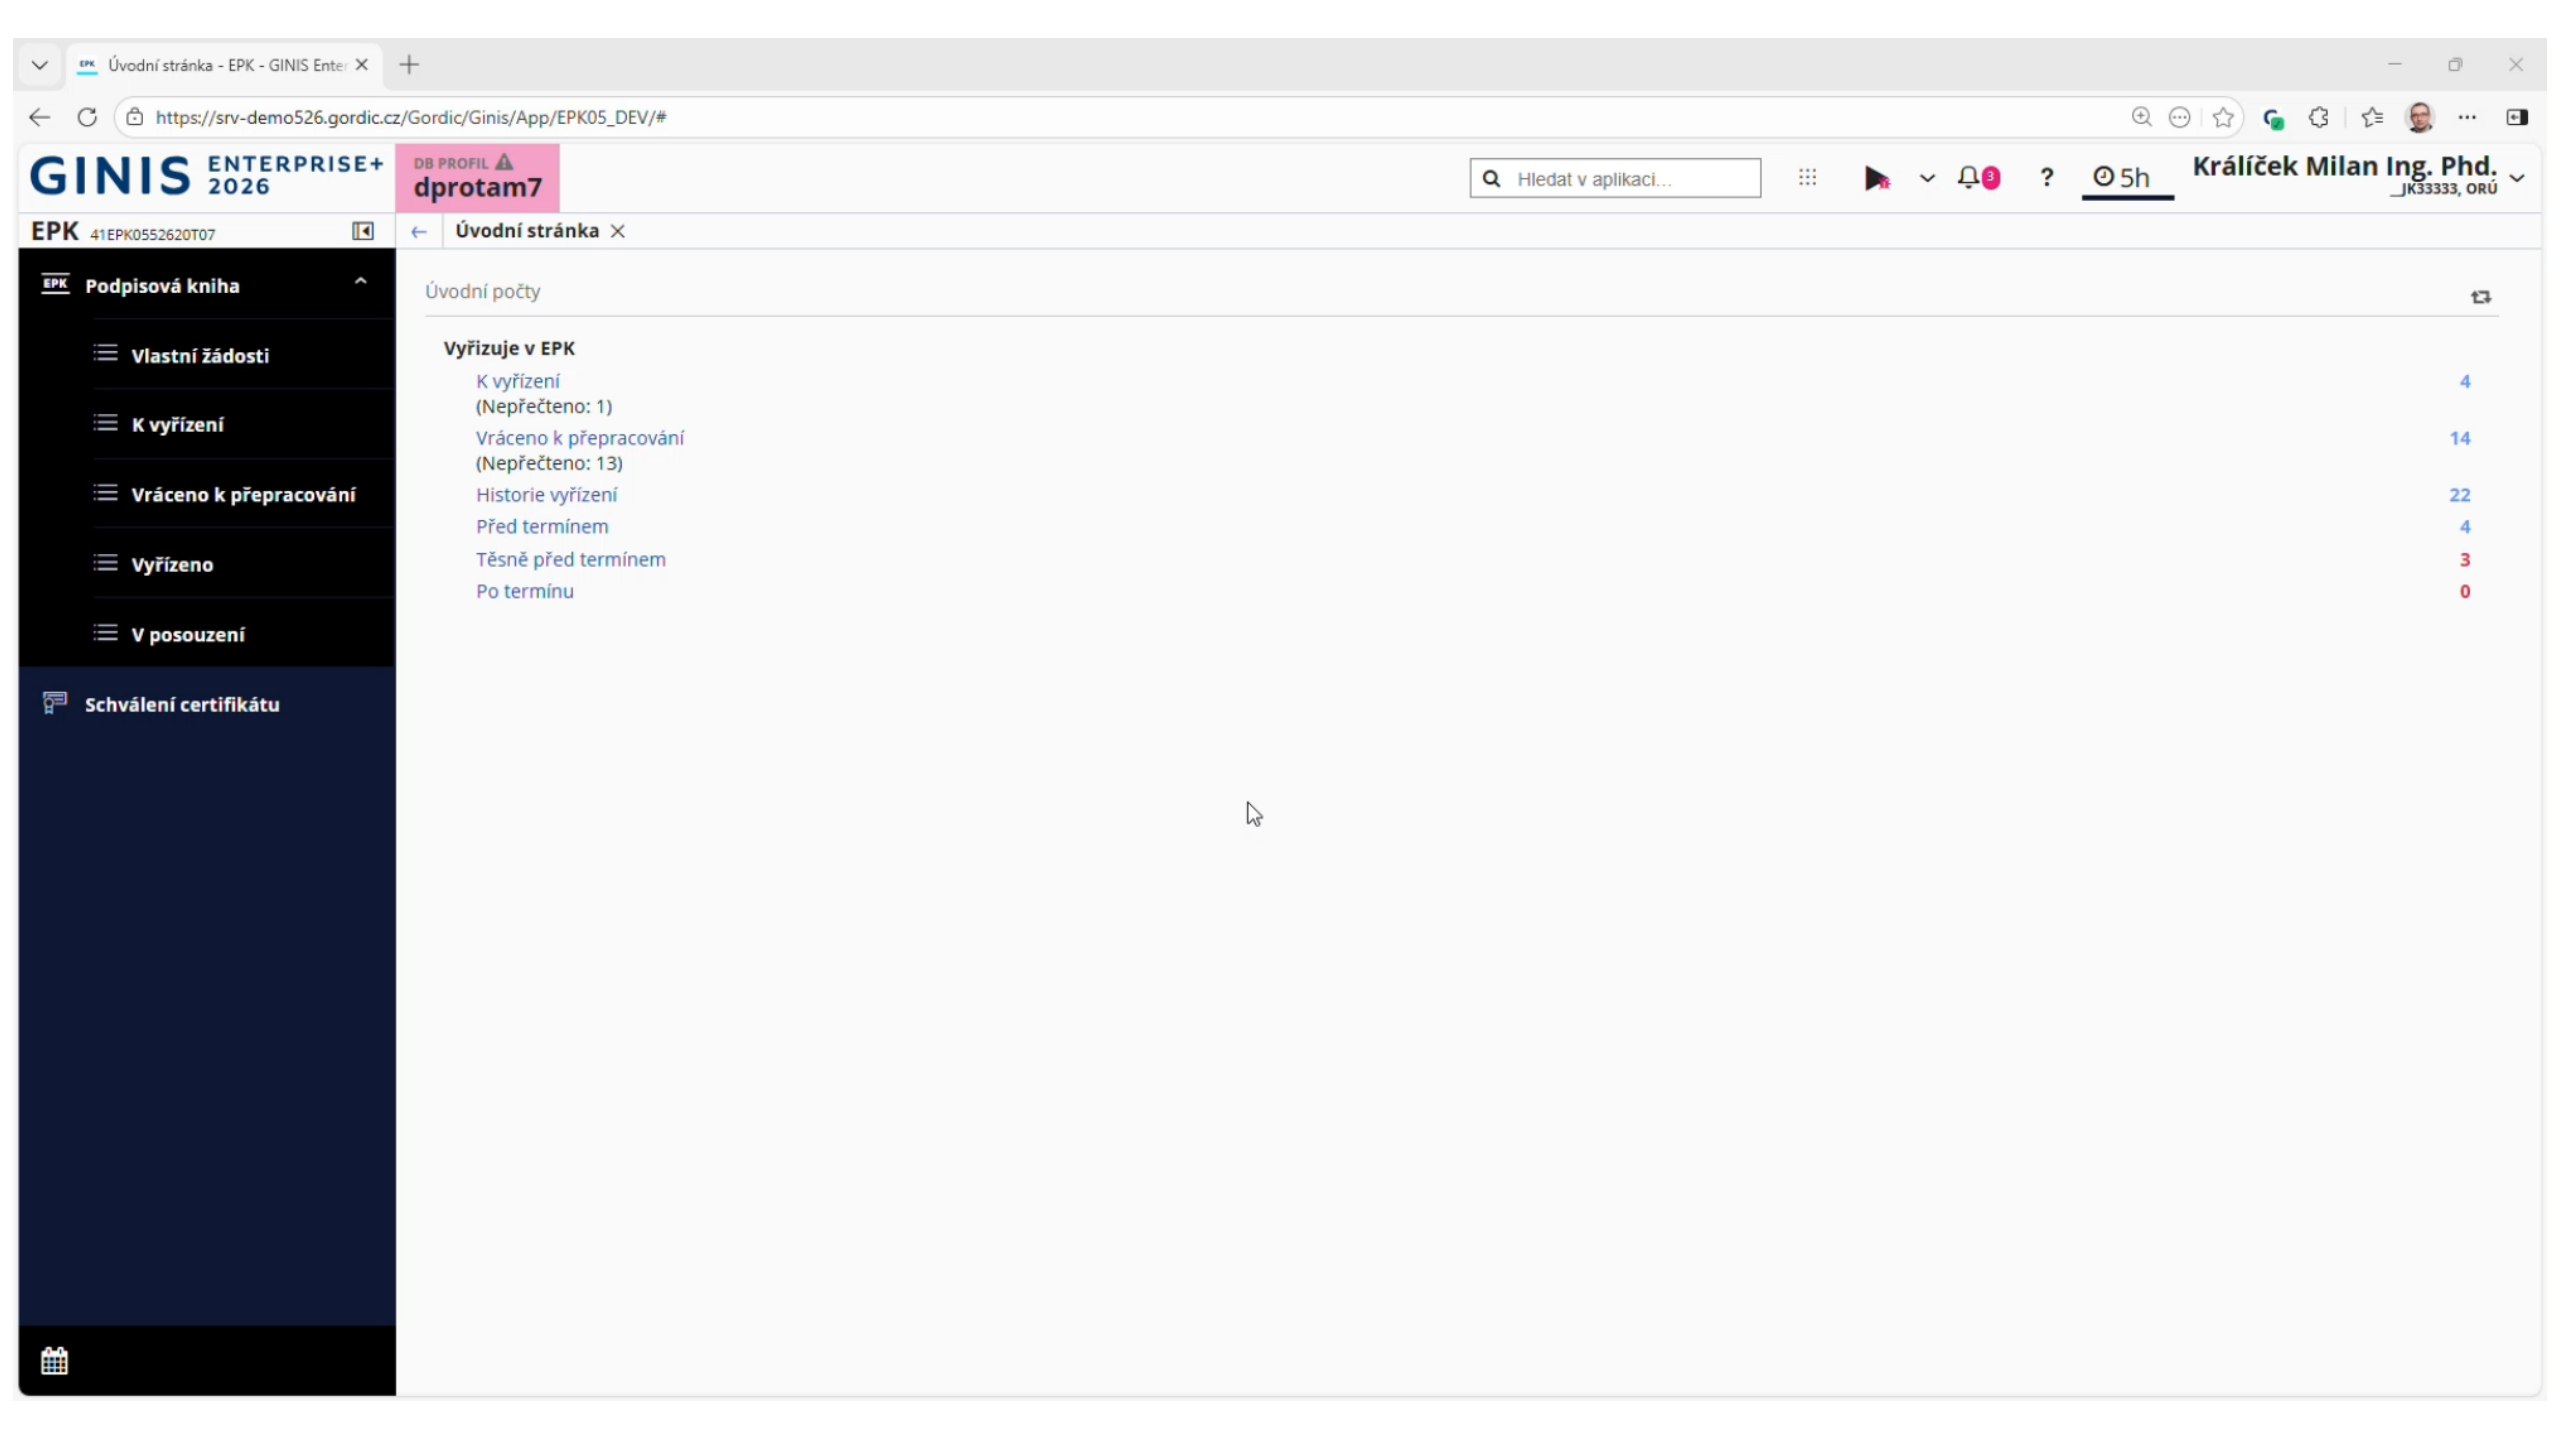 EPK Úvodní stránka - EPK - GINIS Enter
https://srv-demo526.gordic.cz/Gordic/Ginis/App/EPK05_DEV/#
GINIS ENTERPRISE+ 2026
DB PROFIL
dprotam7
Hledat v aplikaci...
3
?
5h
Králíček Milan Ing. Phd.
__JK33333, ORÚ
EPK 41EPK0552620T07
Úvodní stránka
EPK Podpisová kniha
Vlastní žádosti
K vyřízení
Vráceno k přepracování
Vyřízeno
V posouzení
Schválení certifikátu
Úvodní počty
Vyřizuje v EPK
K vyřízení 4
(Nepřečteno: 1)
Vráceno k přepracování 14
(Nepřečteno: 13)
Historie vyřízení 22
Před termínem 4
Těsně před termínem 3
Po termínu 0